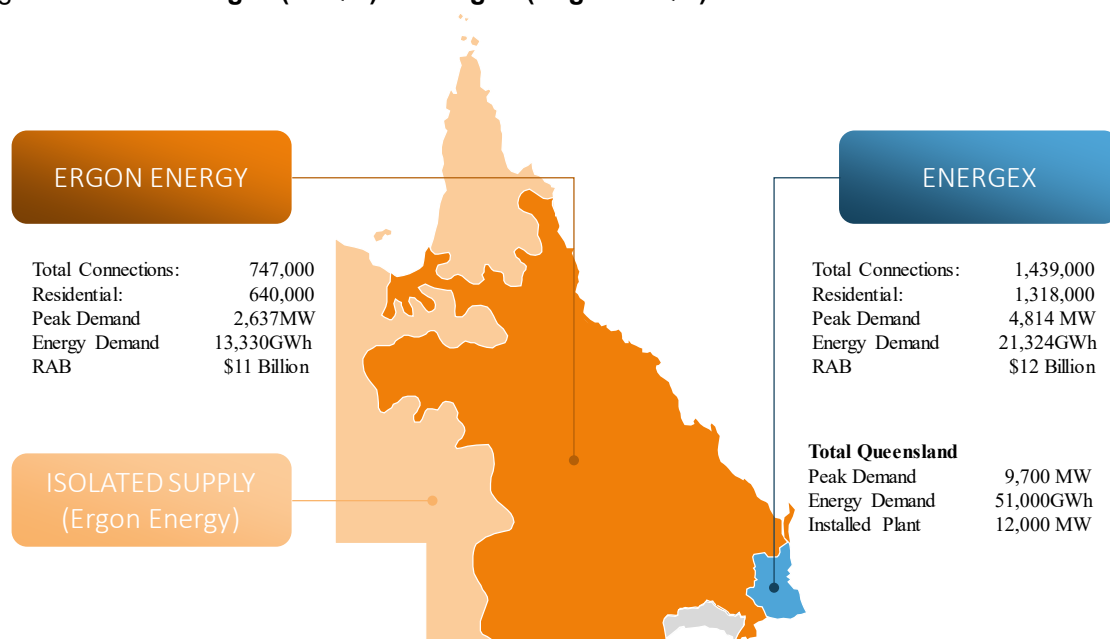 ERGON ENERGY
Total Connections: 747,000
Residential: 640,000
Peak Demand 2,637MW
Energy Demand 13,330GWh
RAB $11 Billion
ISOLATED SUPPLY
(Ergon Energy)
ENERGEX
Total Connections: 1,439,000
Residential: 1,318,000
Peak Demand 4,814 MW
Energy Demand 21,324GWh
RAB $12 Billion
Total Queensland
Peak Demand 9,700 MW
Energy Demand 51,000GWh
Installed Plant 12,000 MW